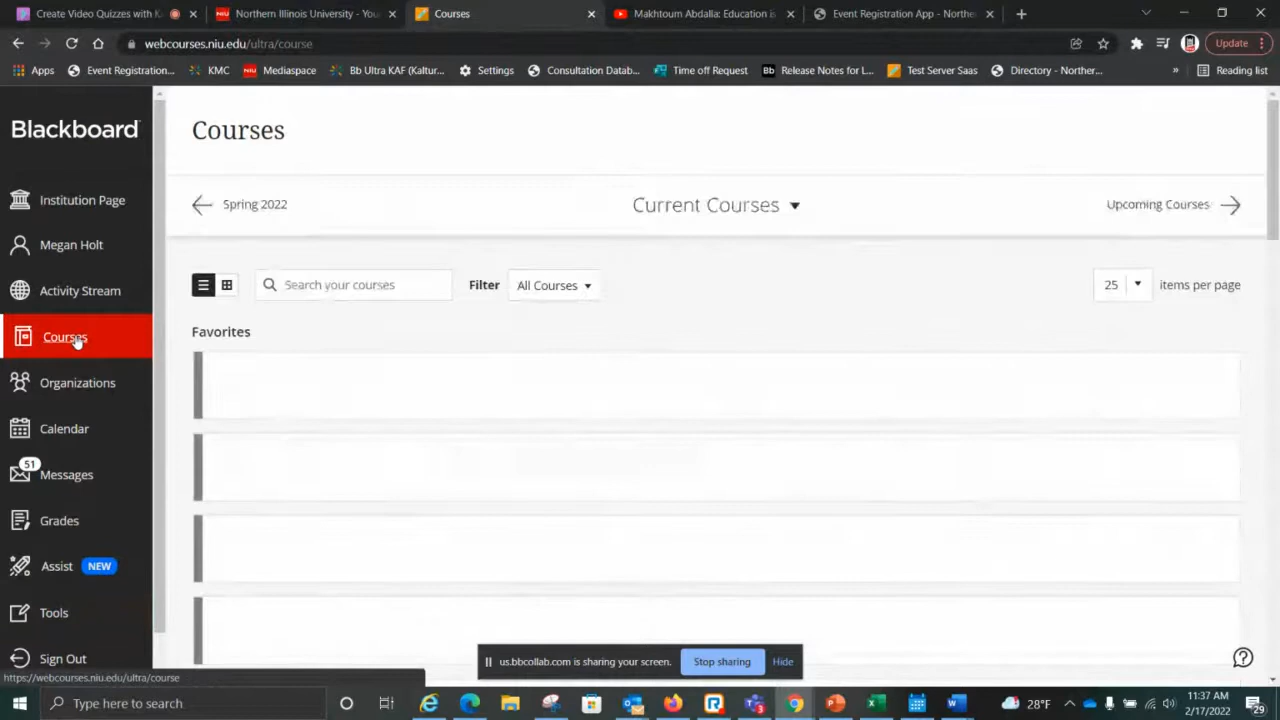 Create Video Quizzes with K
Northern Illinois University - You
Courses
Makhtoum Abdalla: Education i
Event Registration App - Northe
webcourses.niu.edu/ultra/course
Update
Apps
Event Registration...
KMC
NIU
Mediaspace
Bb Ultra KAF (Kaltur...
Settings
Consultation Datab...
Time off Request
Bb
Release Notes for L...
Test Server Saas
Directory - Norther...
»
Reading list
Blackboard
Institution Page
Megan Holt
Activity Stream
Courses
Organizations
Calendar
51
Messages
Grades
Assist
NEW
Tools
Sign Out
Courses
Spring 2022
Current Courses
Upcoming Courses
Search your courses
Filter
All Courses
25
items per page
Favorites
us.bbcollab.com is sharing your screen.
Stop sharing
Hide
https://webcourses.niu.edu/ultra/course
Type here to search
28°F
11:37 AM
2/17/2022
29